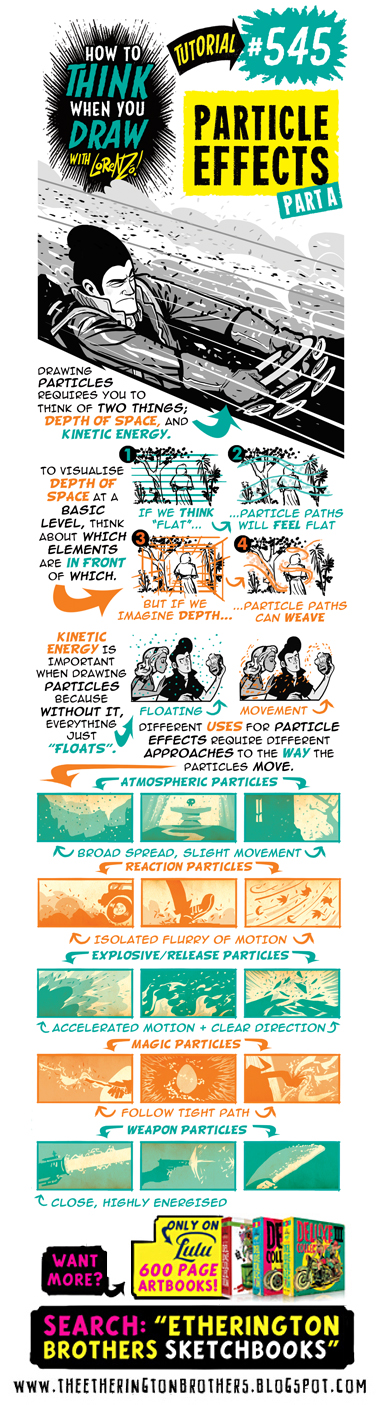 HOW TO
THINK
WHEN YOU
DRAW
WITH LORENZO!
TUTORIAL
#545
PARTICLE
EFFECTS
PART A
DRAWING
PARTICLES
REQUIRES YOU TO
THINK OF TWO THINGS;
DEPTH OF SPACE, AND
KINETIC ENERGY.
TO VISUALISE
DEPTH OF
SPACE AT A
BASIC
LEVEL, THINK
ABOUT WHICH
ELEMENTS
ARE IN FRONT
OF WHICH.
1
IF WE THINK
"FLAT"...
2
...PARTICLE PATHS
WILL FEEL FLAT
3
BUT IF WE
IMAGINE DEPTH...
4
...PARTICLE PATHS
CAN WEAVE
KINETIC
ENERGY IS
IMPORTANT
WHEN DRAWING
PARTICLES
BECAUSE
WITHOUT IT,
EVERYTHING
JUST
"FLOATS".
FLOATING
MOVEMENT
DIFFERENT USES FOR PARTICLE
EFFECTS REQUIRE DIFFERENT
APPROACHES TO THE WAY THE
PARTICLES MOVE.
ATMOSPHERIC PARTICLES
BROAD SPREAD, SLIGHT MOVEMENT
REACTION PARTICLES
ISOLATED FLURRY OF MOTION
EXPLOSIVE/RELEASE PARTICLES
ACCELERATED MOTION + CLEAR DIRECTION
MAGIC PARTICLES
FOLLOW TIGHT PATH
WEAPON PARTICLES
CLOSE, HIGHLY ENERGISED
WANT
MORE?
ONLY ON
Lulu
600 PAGE
ARTBOOKS!
SEARCH: "ETHERINGTON
BROTHERS SKETCHBOOKS"
WWW.THEETHERINGTONBROTHERS.BLOGSPOT.COM